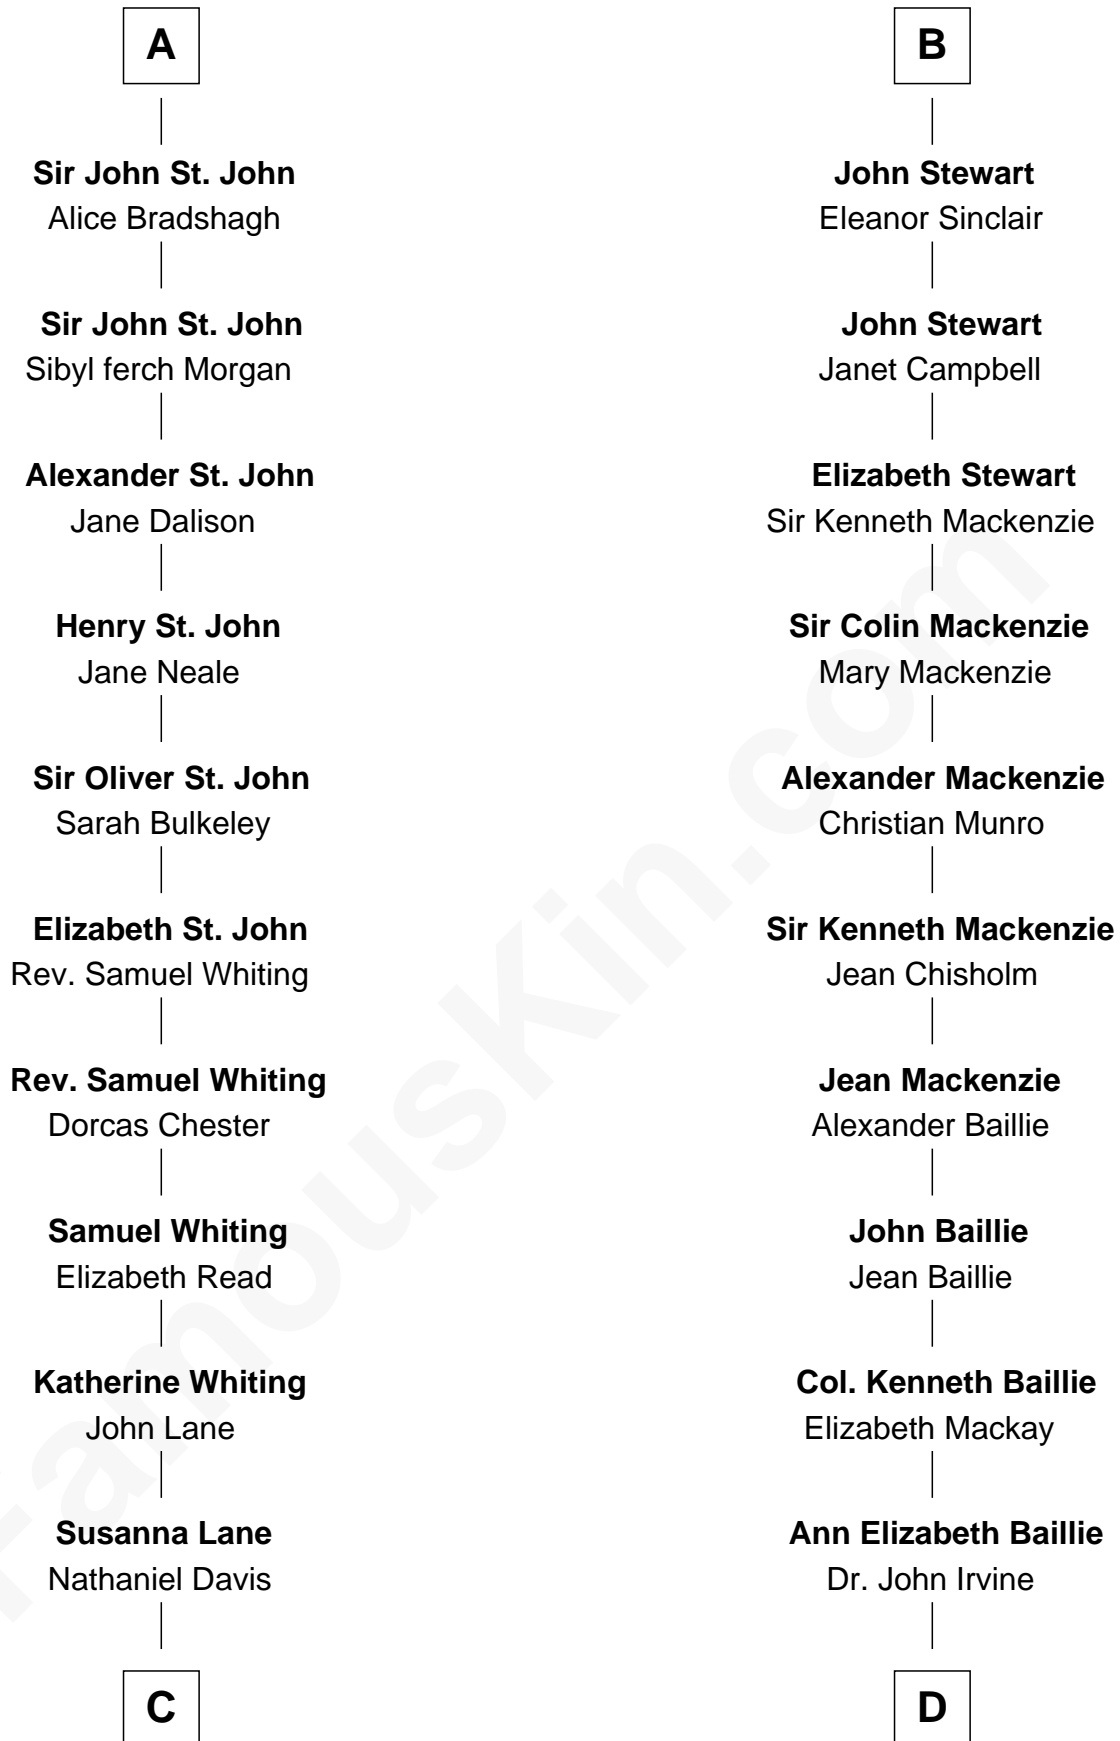 A
Sir John St. John
Alice Bradshagh
Sir John St. John
Sibyl ferch Morgan
Alexander St. John
Jane Dalison
Henry St. John
Jane Neale
Sir Oliver St. John
Sarah Bulkeley
Elizabeth St. John
Rev. Samuel Whiting
Rev. Samuel Whiting
Dorcas Chester
Samuel Whiting
Elizabeth Read
Katherine Whiting
John Lane
Susanna Lane
Nathaniel Davis
C
B
John Stewart
Eleanor Sinclair
John Stewart
Janet Campbell
Elizabeth Stewart
Sir Kenneth Mackenzie
Sir Colin Mackenzie
Mary Mackenzie
Alexander Mackenzie
Christian Munro
Sir Kenneth Mackenzie
Jean Chisholm
Jean Mackenzie
Alexander Baillie
John Baillie
Jean Baillie
Col. Kenneth Baillie
Elizabeth Mackay
Ann Elizabeth Baillie
Dr. John Irvine
D
FamousKin.com